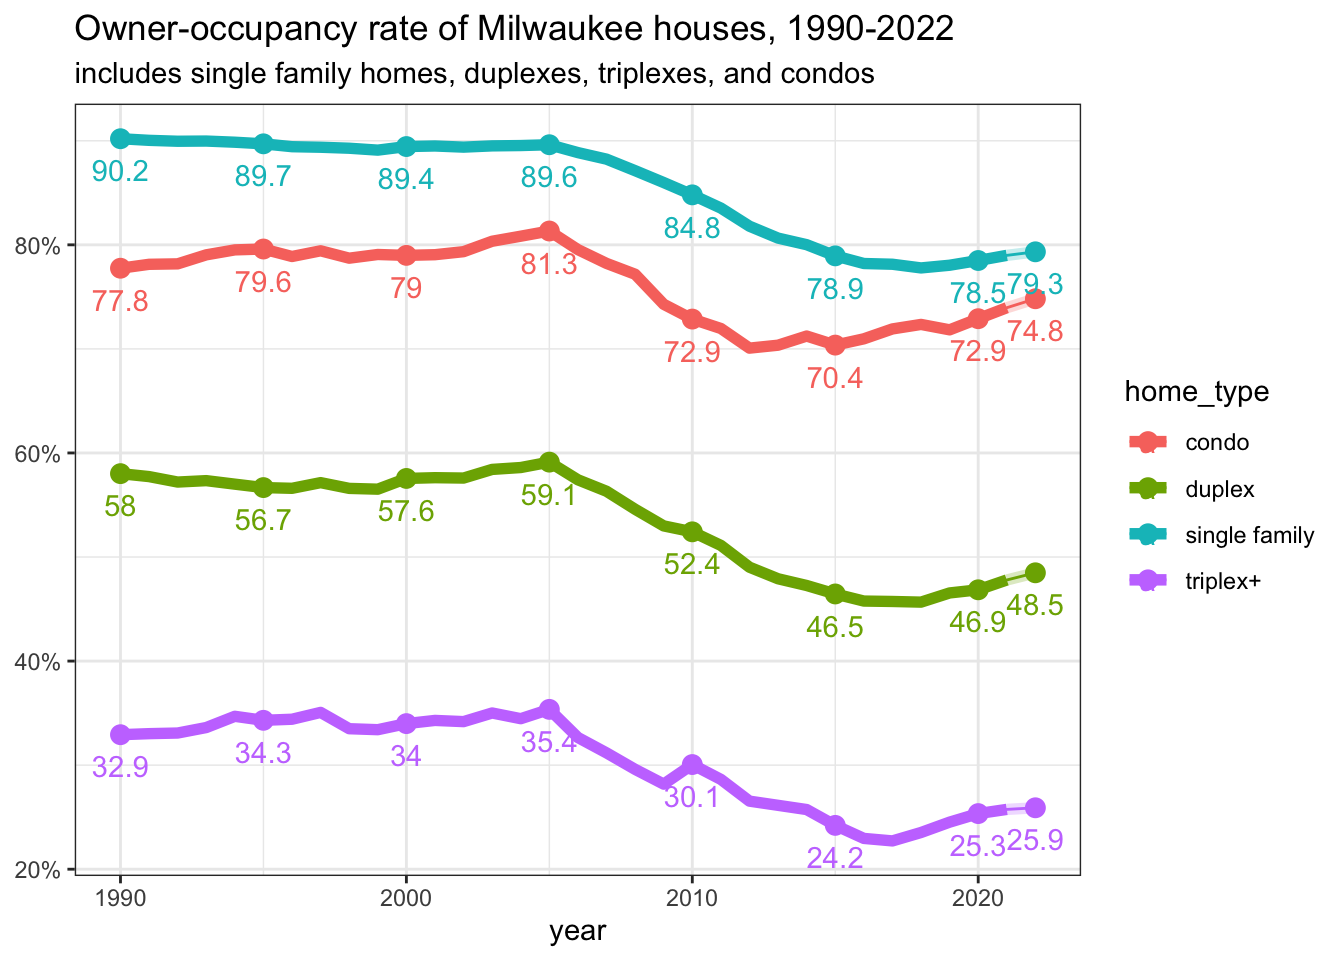 Owner-occupancy rate of Milwaukee houses, 1990-2022
includes single family homes, duplexes, triplexes, and condos
90.2 89.7 89.4 89.6 84.8 78.9 78.5 79.3
80%
77.8 79.6 79 81.3 72.9 70.4 72.9 74.8
60%
58 56.7 57.6 59.1 52.4 46.5 46.9 48.5
40%
32.9 34.3 34 35.4 30.1 24.2 25.3 25.9
20%
1990 2000 2010 2020
year
home_type
condo
duplex
single family
triplex+